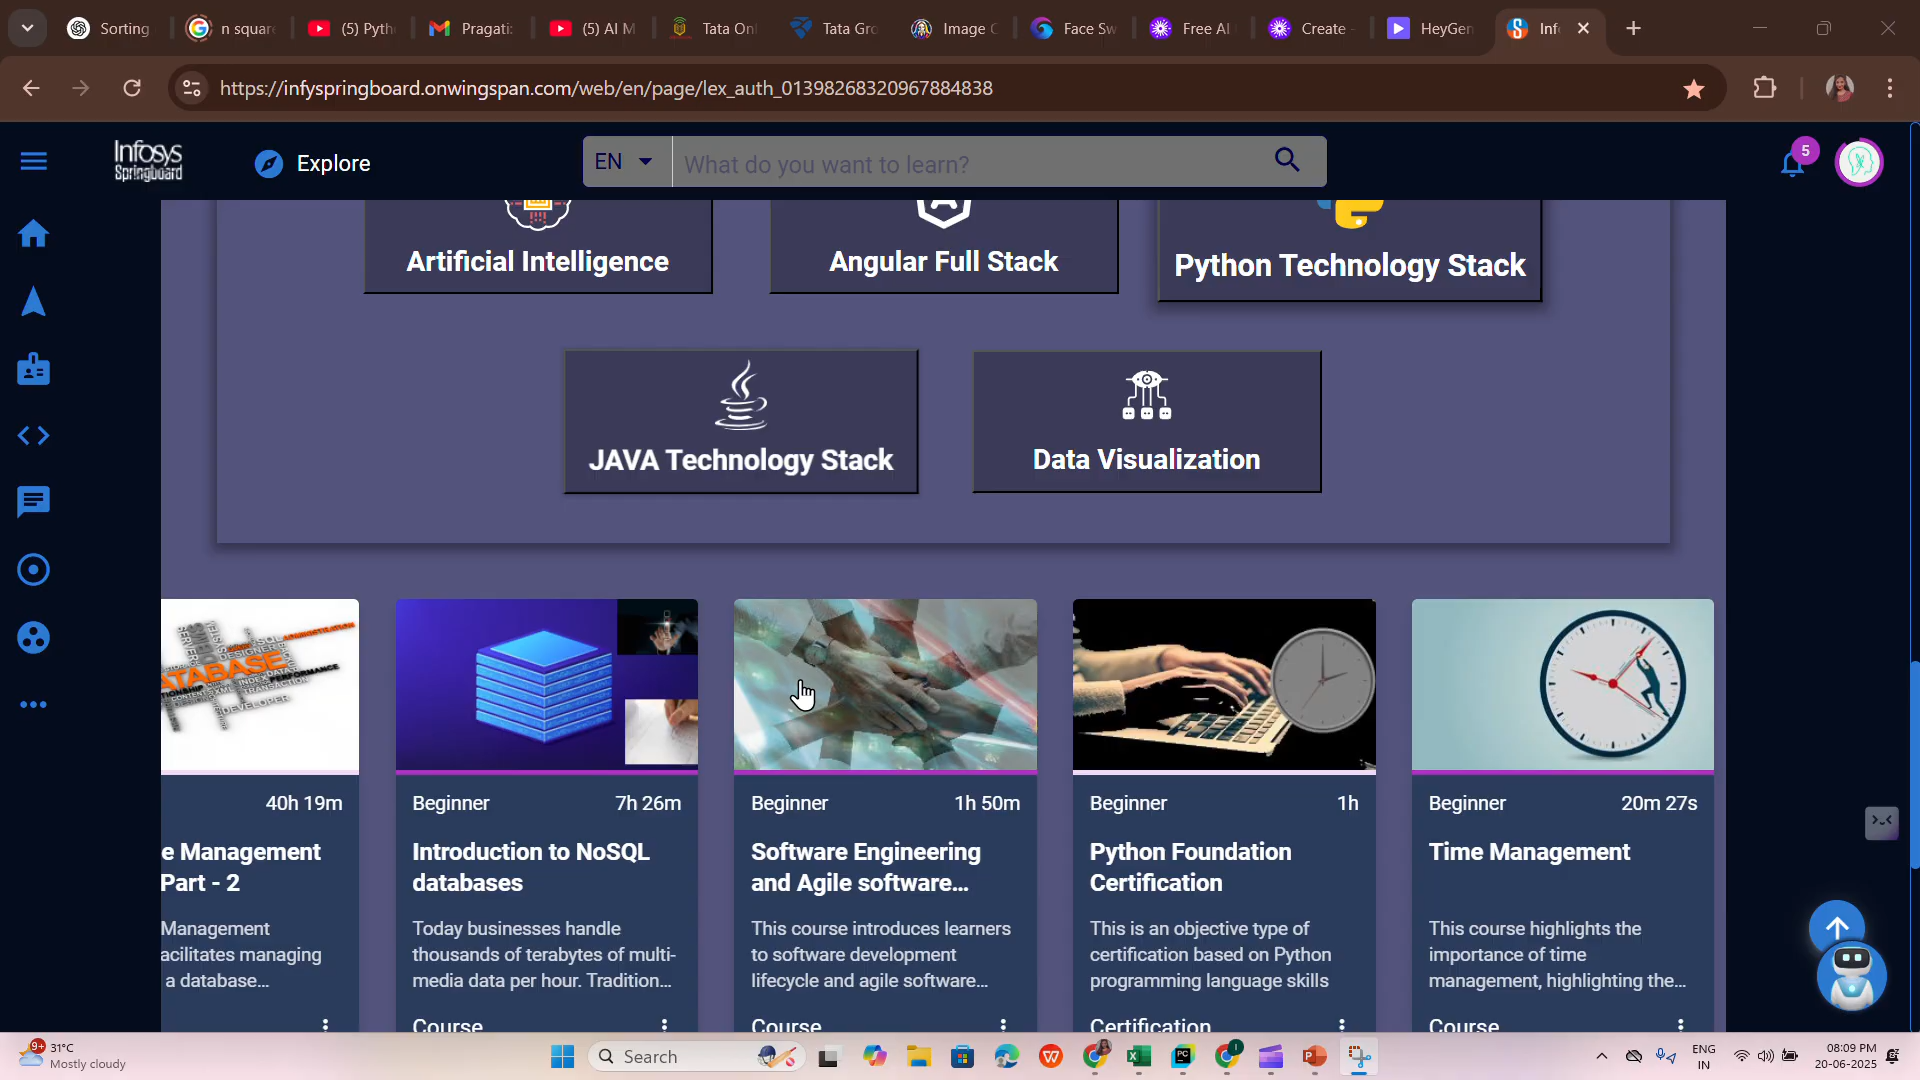 Sorting
n squar
(5) Pyth
Pragati
(5) AI M
Tata Onl
Tata Gro
Image C
Face Sw
Free AI
Create -
HeyGen
Inf
https://infyspringboard.onwingspan.com/web/en/page/lex_auth_01398268320967884838
Infosys
Springboard
Explore
EN
What do you want to learn?
5
Artificial Intelligence
Angular Full Stack
Python Technology Stack
JAVA Technology Stack
Data Visualization
ATABASE
ADMINISTRATION
PERFORMANCE
TRANSACTION
DEVELOPER
40h 19m
e Management
Part - 2
Management
acilitates managing
a database...
Beginner 7h 26m
Introduction to NoSQL
databases
Today businesses handle
thousands of terabytes of multi-
media data per hour. Tradition...
Course
Beginner 1h 50m
Software Engineering
and Agile software...
This course introduces learners
to software development
lifecycle and agile software...
Course
Beginner 1h
Python Foundation
Certification
This is an objective type of
certification based on Python
programming language skills
Certification
Beginner 20m 27s
Time Management
This course highlights the
importance of time
management, highlighting the...
Course
9+
31°C
Mostly cloudy
Search
ENG
IN
08:09 PM
20-06-2025